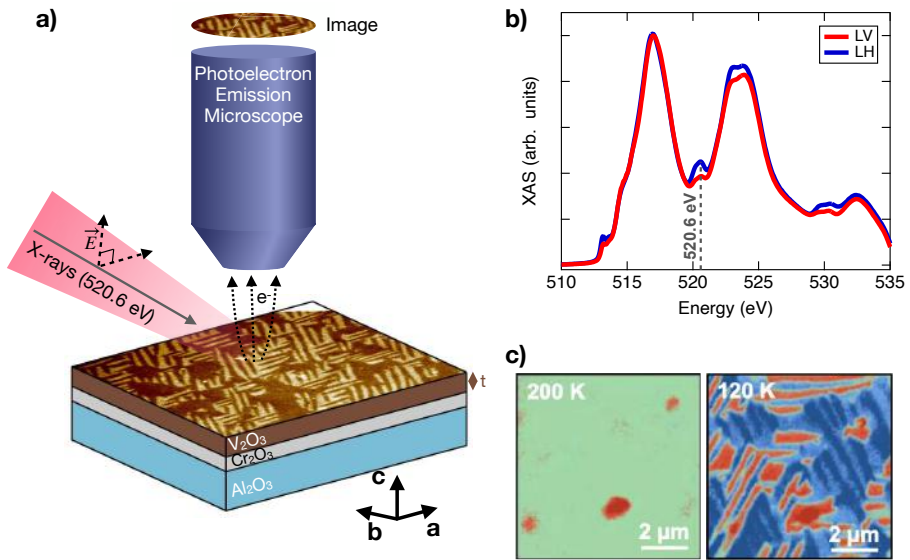 a)
Image
Photoelectron
Emission
Microscope
E
X-rays (520.6 eV)
e-
t
V₂O₃
Cr₂O₃
Al₂O₃
c
b
a
b)
LV
LH
XAS (arb. units)
520.6 eV
510 515 520 525 530 535
Energy (eV)
c)
200 K
2 µm
120 K
2 µm